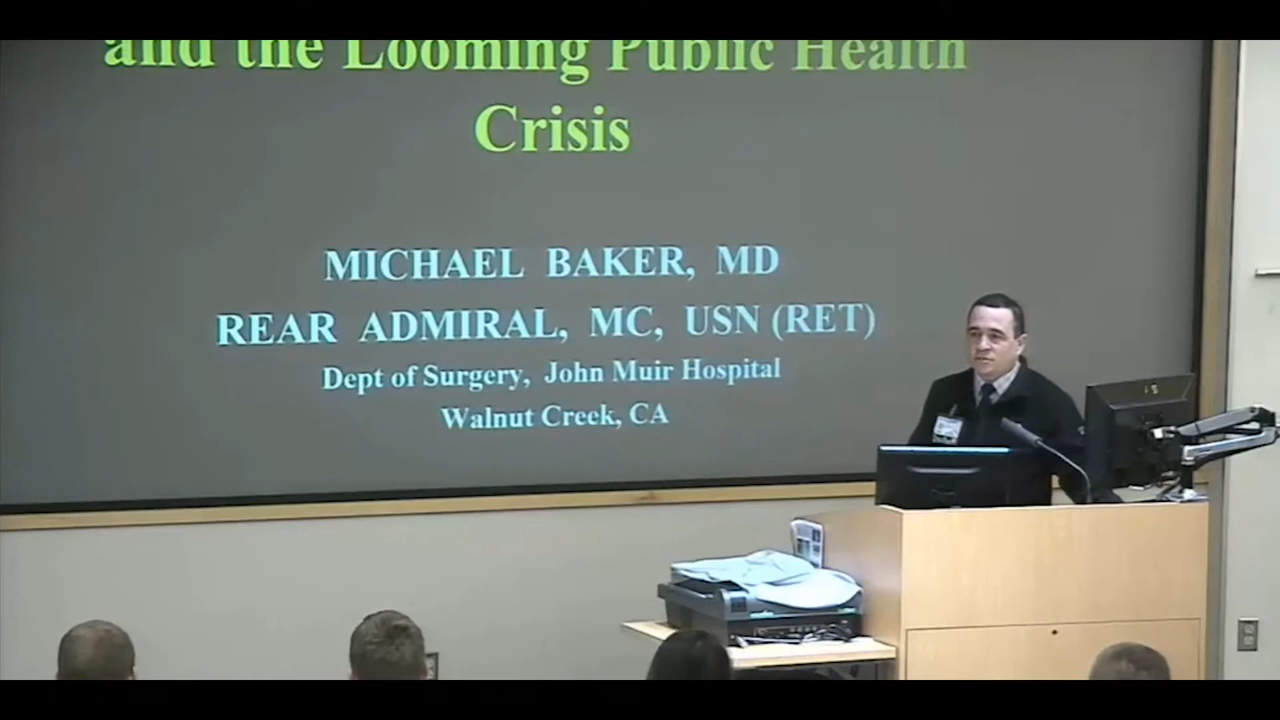 and the Looming Public Health
Crisis
MICHAEL BAKER, MD
REAR ADMIRAL, MC, USN (RET)
Dept of Surgery, John Muir Hospital
Walnut Creek, CA